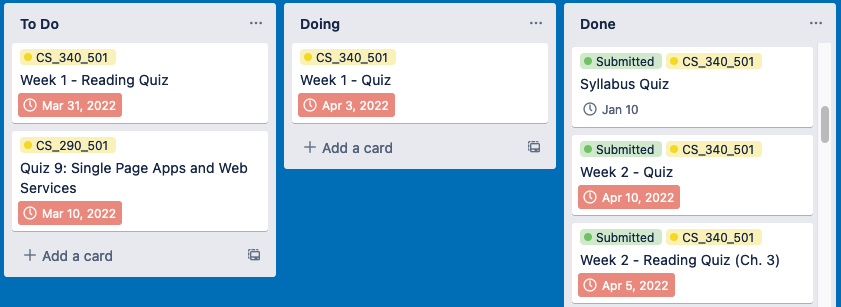 To Do
CS_340_501
Week 1 - Reading Quiz
Mar 31, 2022
CS_290_501
Quiz 9: Single Page Apps and Web
Services
Mar 10, 2022
+ Add a card
Doing
CS_340_501
Week 1 - Quiz
Apr 3, 2022
+ Add a card
Done
Submitted CS_340_501
Syllabus Quiz
Jan 10
Submitted CS_340_501
Week 2 - Quiz
Apr 10, 2022
Submitted CS_340_501
Week 2 - Reading Quiz (Ch. 3)
Apr 5, 2022